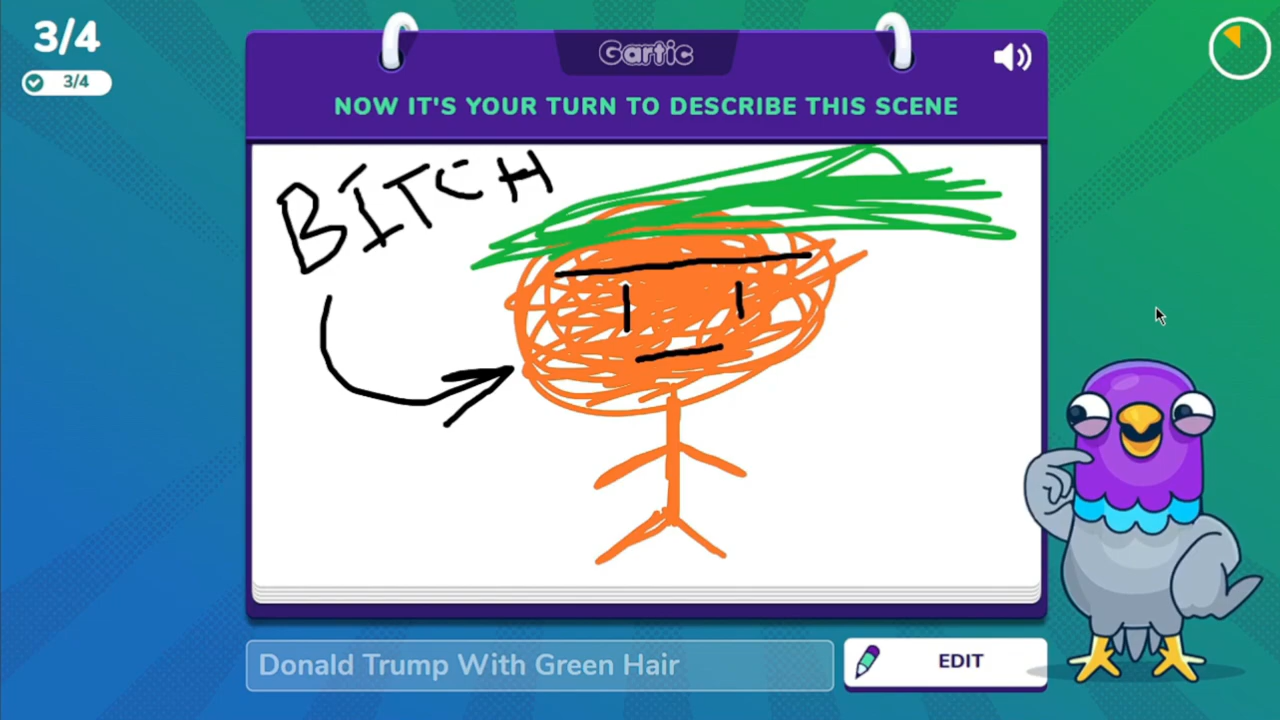 3/4
3/4
Gartic
NOW IT'S YOUR TURN TO DESCRIBE THIS SCENE
BITCH
Donald Trump With Green Hair
EDIT